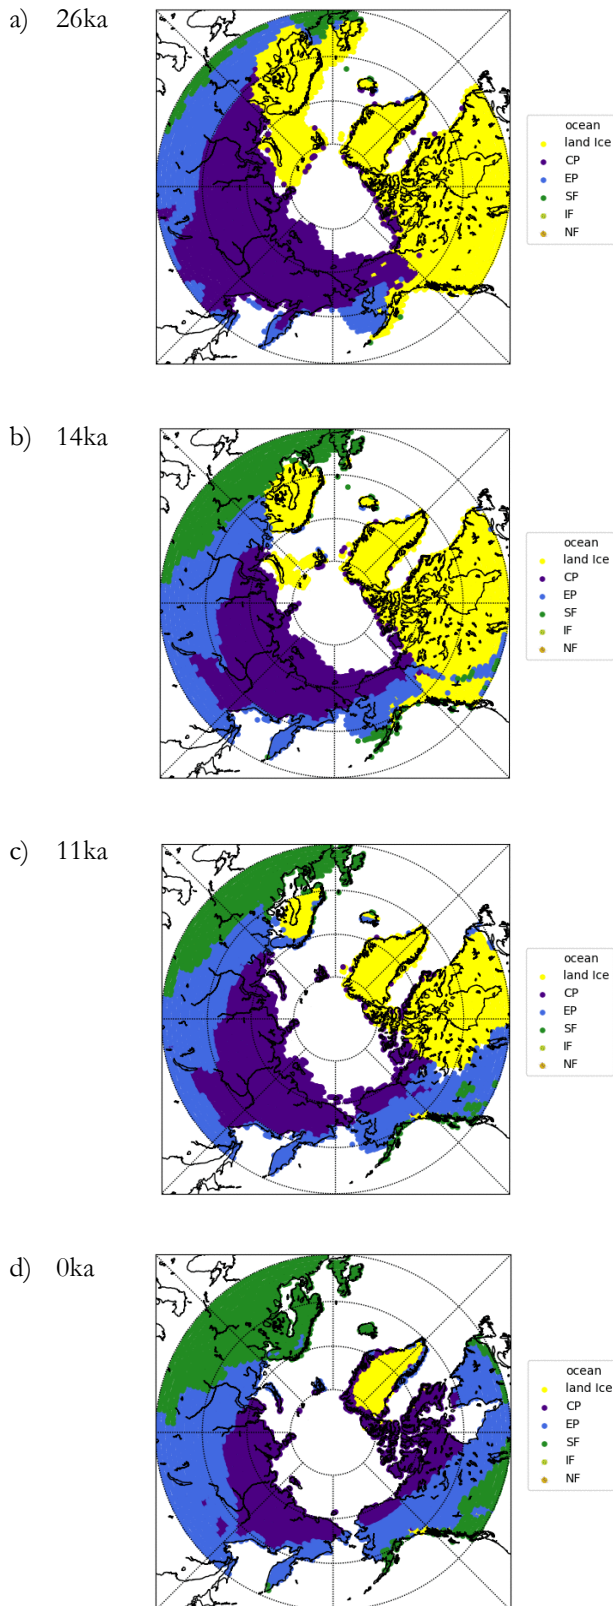 a) 26ka
ocean
land Ice
CP
EP
SF
IF
NF
b) 14ka
ocean
land Ice
CP
EP
SF
IF
NF
c) 11ka
ocean
land Ice
CP
EP
SF
IF
NF
d) 0ka
ocean
land Ice
CP
EP
SF
IF
NF